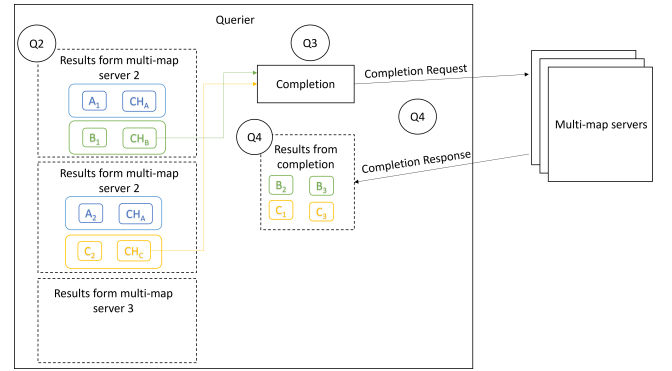 Querier
Q2
Results form multi-map
server 2
A1
CHA
B1
CHB
Results form multi-map
server 2
A2
CHA
C2
CHC
Results form multi-map
server 3
Q3
Completion
Completion Request
Q4
Q4
Results from
completion
B2
B3
C1
C3
Completion Response
Multi-map servers